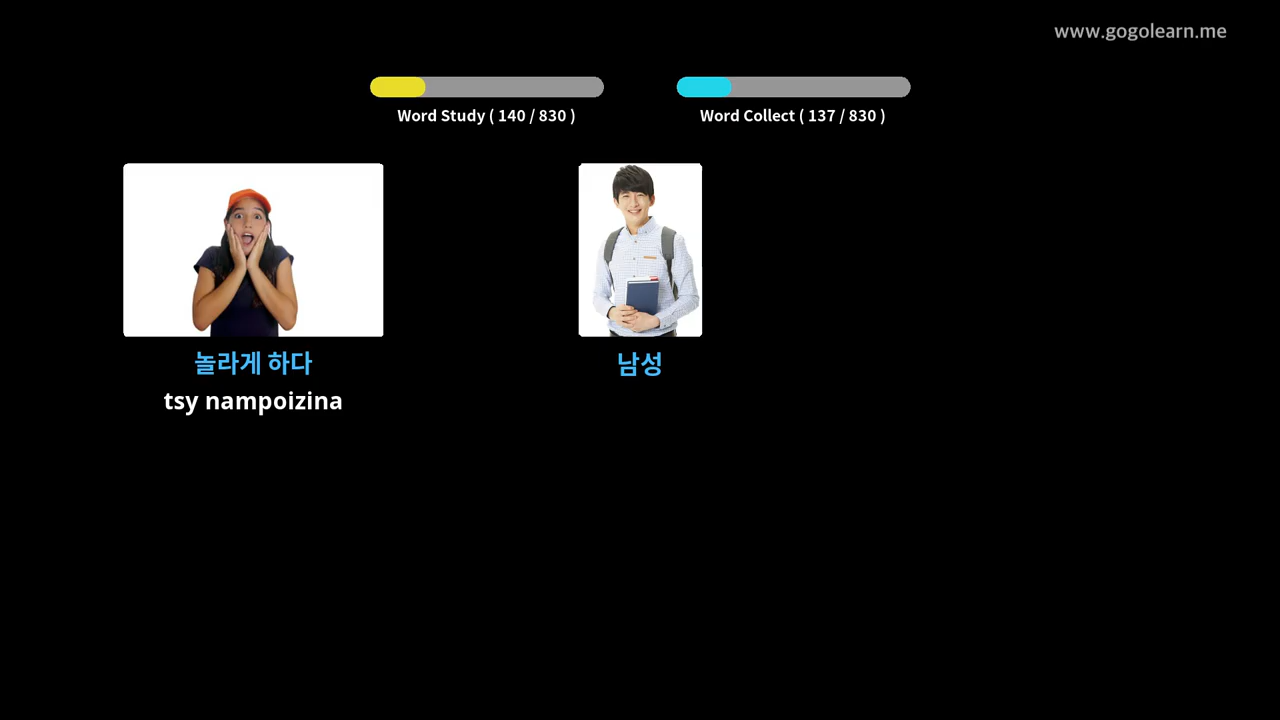 www.gogolearn.me
Word Study ( 140 / 830 )
Word Collect ( 137 / 830 )
놀라게 하다
tsy nampoizina
남성